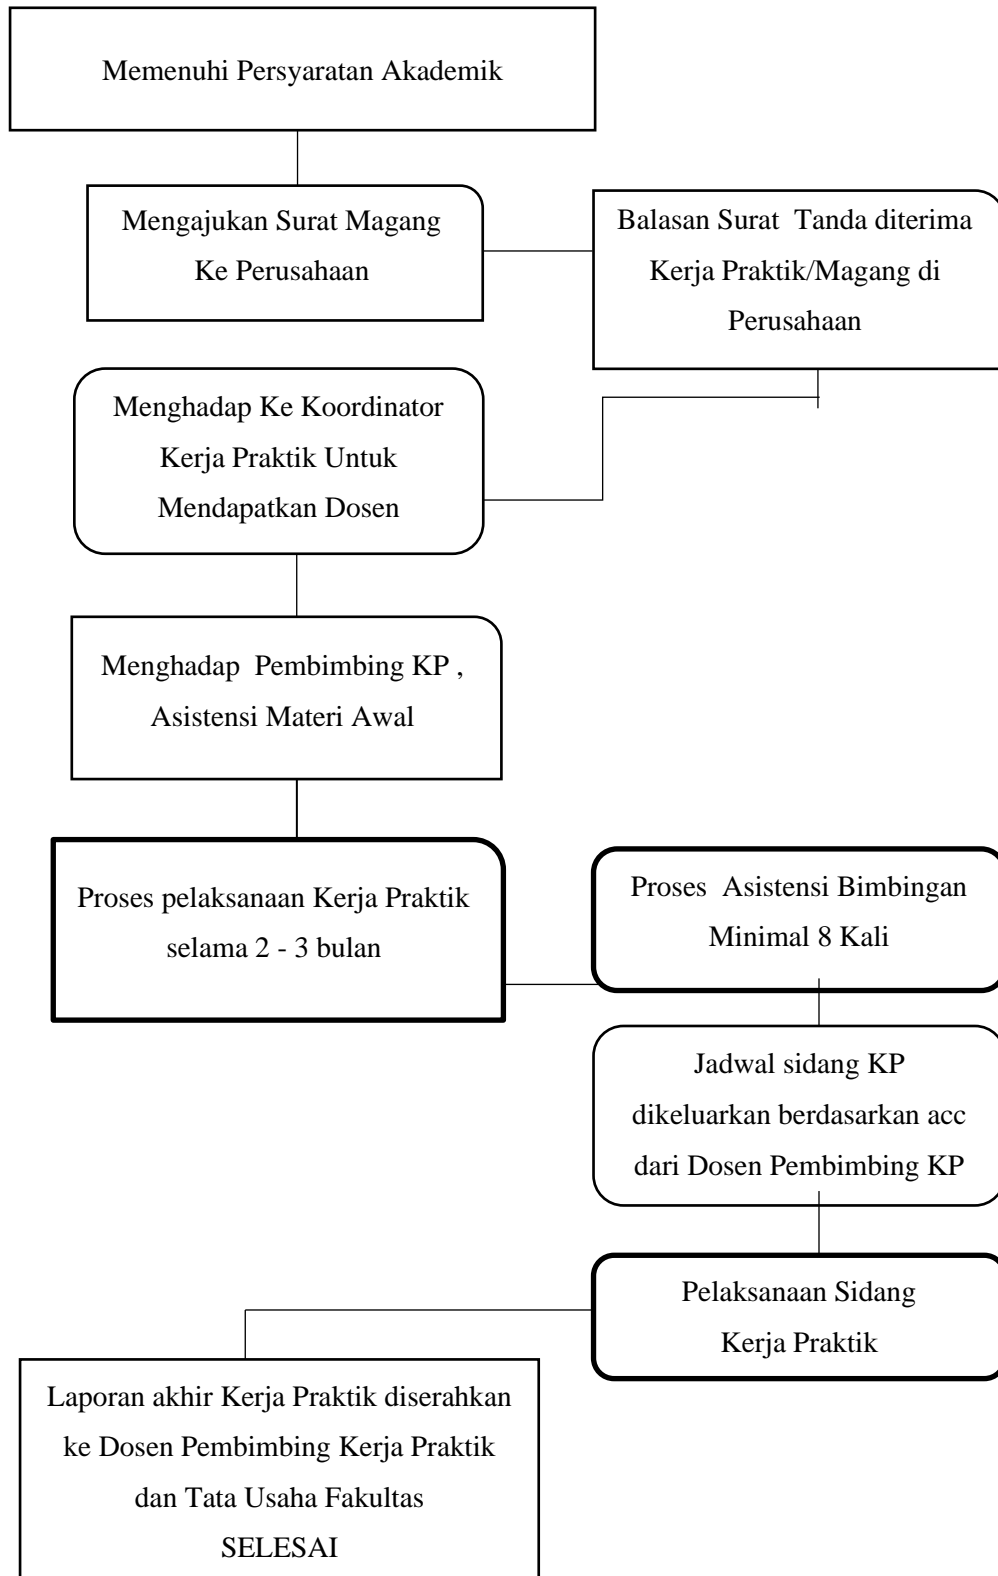 Memenuhi Persyaratan Akademik
Mengajukan Surat Magang
Ke Perusahaan
Balasan Surat  Tanda diterima
Kerja Praktik/Magang di
Perusahaan
Menghadap Ke Koordinator
Kerja Praktik Untuk
Mendapatkan Dosen
Menghadap  Pembimbing KP ,
Asistensi Materi Awal
Proses pelaksanaan Kerja Praktik
selama 2 - 3 bulan
Proses  Asistensi Bimbingan
Minimal 8 Kali
Jadwal sidang KP
dikeluarkan berdasarkan acc
dari Dosen Pembimbing KP
Pelaksanaan Sidang
Kerja Praktik
Laporan akhir Kerja Praktik diserahkan
ke Dosen Pembimbing Kerja Praktik
dan Tata Usaha Fakultas
SELESAI